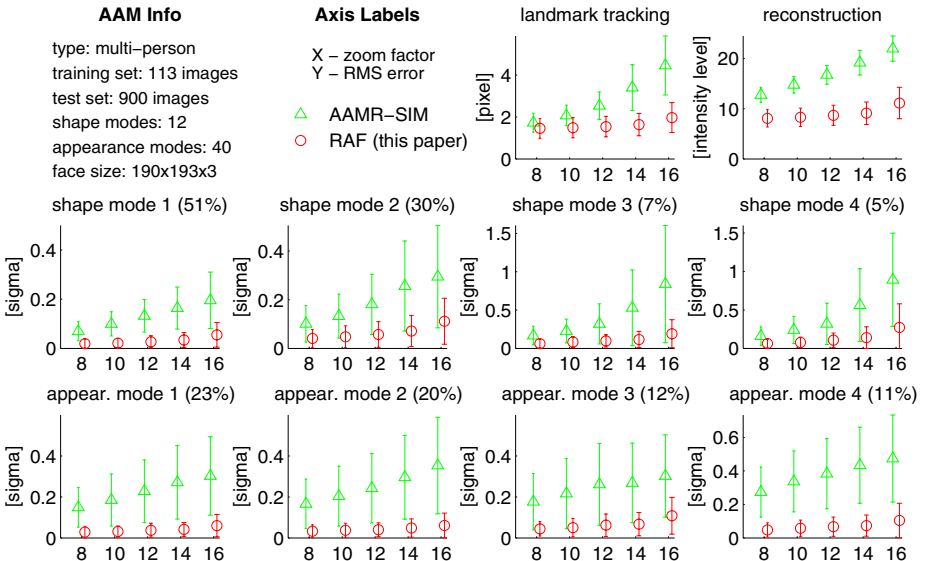 AAM Info
type: multi−person
training set: 113 images
test set: 900 images
shape modes: 12
appearance modes: 40
face size: 190x193x3
Axis Labels
X − zoom factor
Y − RMS error
AAMR−SIM
RAF (this paper)
landmark tracking
[pixel]
4
2
0
8 10 12 14 16
reconstruction
[intensity level]
20
10
0
8 10 12 14 16
shape mode 1 (51%)
[sigma]
0.4
0.2
0
8 10 12 14 16
shape mode 2 (30%)
[sigma]
0.4
0.2
0
8 10 12 14 16
shape mode 3 (7%)
[sigma]
1.5
1
0.5
0
8 10 12 14 16
shape mode 4 (5%)
[sigma]
1.5
1
0.5
0
8 10 12 14 16
appear. mode 1 (23%)
[sigma]
0.4
0.2
0
8 10 12 14 16
appear. mode 2 (20%)
[sigma]
0.4
0.2
0
8 10 12 14 16
appear. mode 3 (12%)
[sigma]
0.4
0.2
0
8 10 12 14 16
appear. mode 4 (11%)
[sigma]
0.6
0.4
0.2
0
8 10 12 14 16